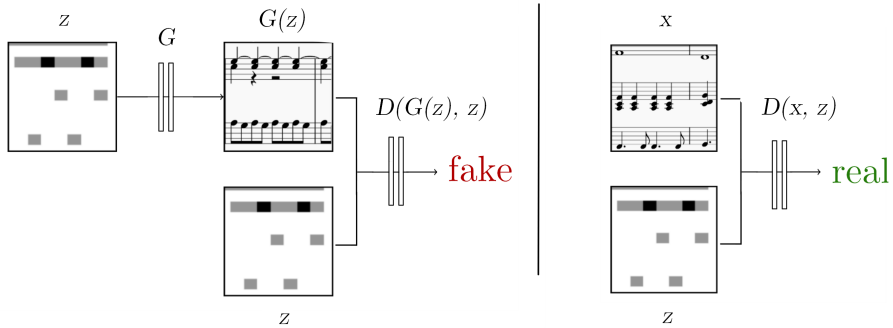 z
G
G(z)
D(G(z), z)
fake
z
x
D(x, z)
real
z